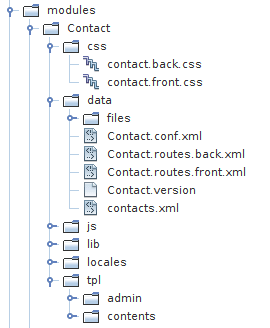 modules
Contact
css
contact.back.css
contact.front.css
data
files
Contact.conf.xml
Contact.routes.back.xml
Contact.routes.front.xml
Contact.version
contacts.xml
js
lib
locales
tpl
admin
contents